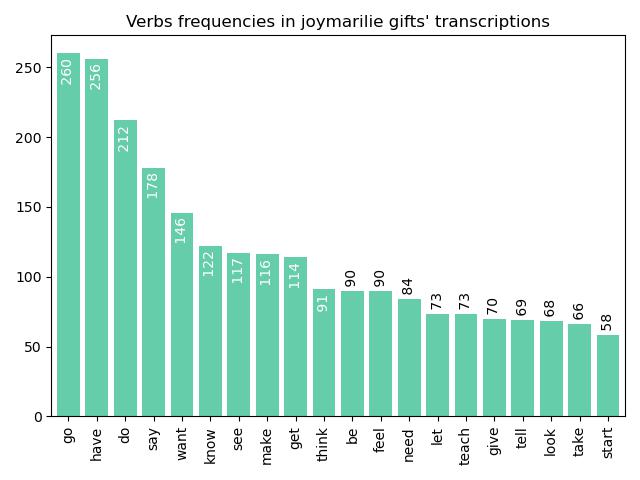 Verbs frequencies in joymarilie gifts' transcriptions
250
200
150
100
50
0
260
256
212
178
146
122
117
116
114
91
90
90
84
73
73
70
69
68
66
58
go
have
do
say
want
know
see
make
get
think
be
feel
need
let
teach
give
tell
look
take
start